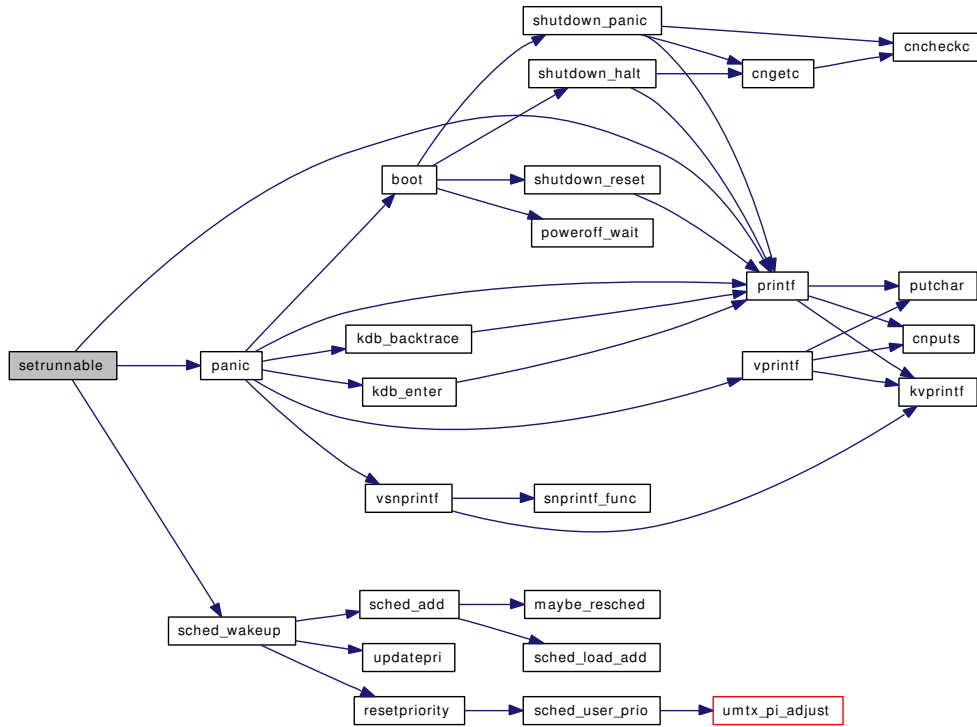 shutdown_panic
cncheckc
shutdown_halt
cngetc
boot
shutdown_reset
poweroff_wait
printf
putchar
kdb_backtrace
cnputs
setrunnable
panic
vprintf
kdb_enter
kvprintf
vsnprintf
snprintf_func
sched_add
maybe_resched
sched_wakeup
updatepri
sched_load_add
resetpriority
sched_user_prio
umtx_pi_adjust